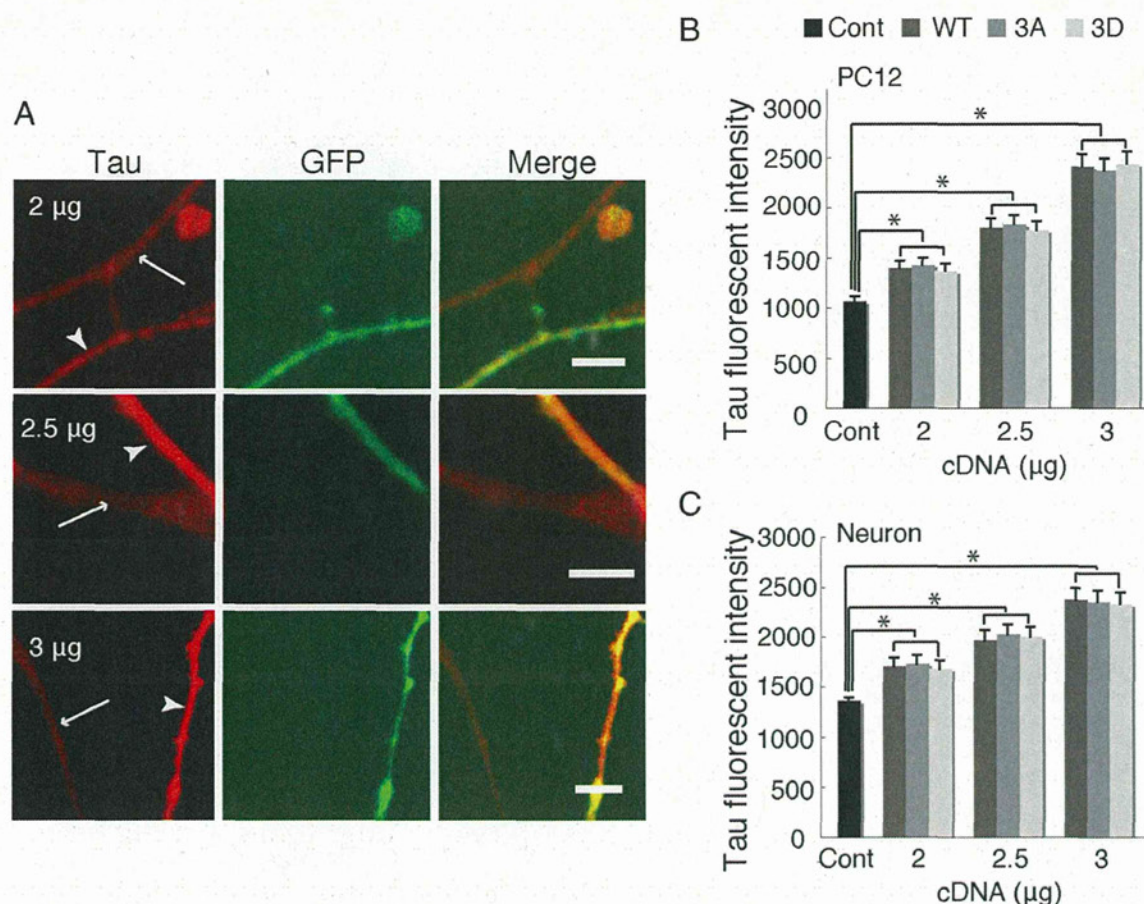 A
Tau GFP Merge
2 µg
2.5 µg
3 µg
B
Cont WT 3A 3D
PC12
Tau fluorescent intensity
3000
2500
2000
1500
1000
500
0
* * *
Cont 2 2.5 3
cDNA (µg)
C
Neuron
Tau fluorescent intensity
3000
2500
2000
1500
1000
500
0
* * *
Cont 2 2.5 3
cDNA (µg)